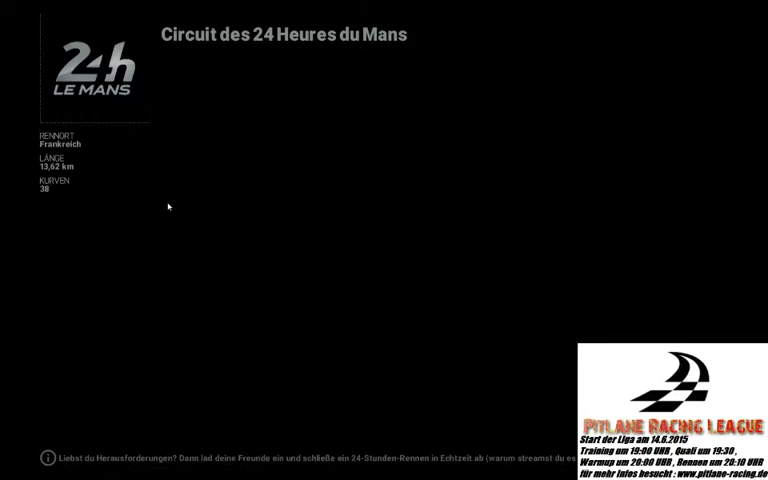 24h
LE MANS
Circuit des 24 Heures du Mans
RENNORT
Frankreich
LÄNGE
13,62 km
KURVEN
38
Liebst du Herausforderungen? Dann lad deine Freunde ein und schließe ein 24-Stunden-Rennen in Echtzeit ab (warum streamst du es
PITLANE RACING LEAGUE
Start der Liga am 14.6.2015
Training um 19:00 UHR , Quali um 19:30 ,
Warmup um 20:00 UHR , Rennen um 20:10 UHR
für mehr Infos besucht : www.pitlane-racing.de